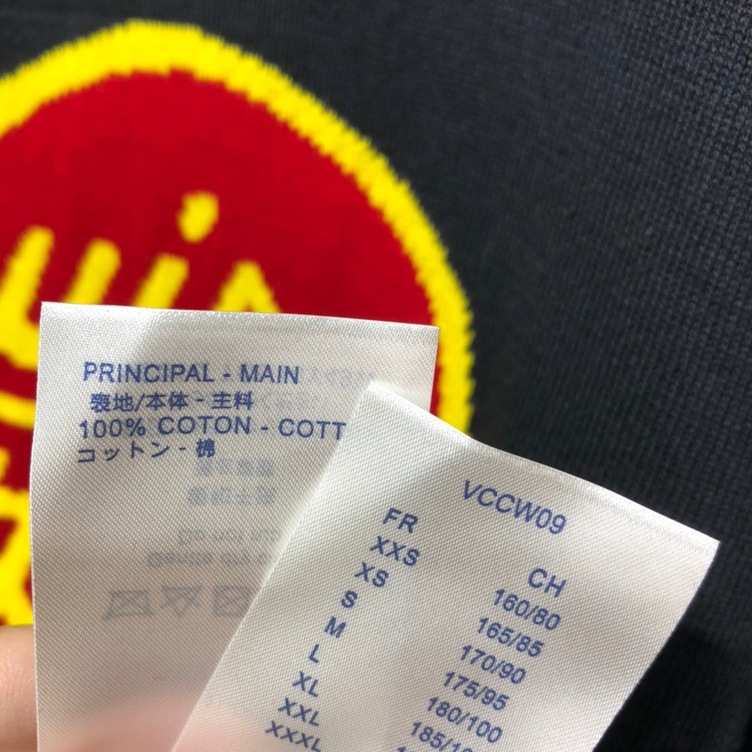 PRINCIPAL - MAIN
表地/本体 - 主料
100% COTON - COTT
コットン - 棉
VCCW09
FR CH
XXS 160/80
XS 165/85
S 170/90
M 175/95
L 180/100
XL
XXL
XXXL